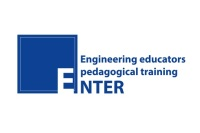 Engineering educators
pedagogical training
ENTER